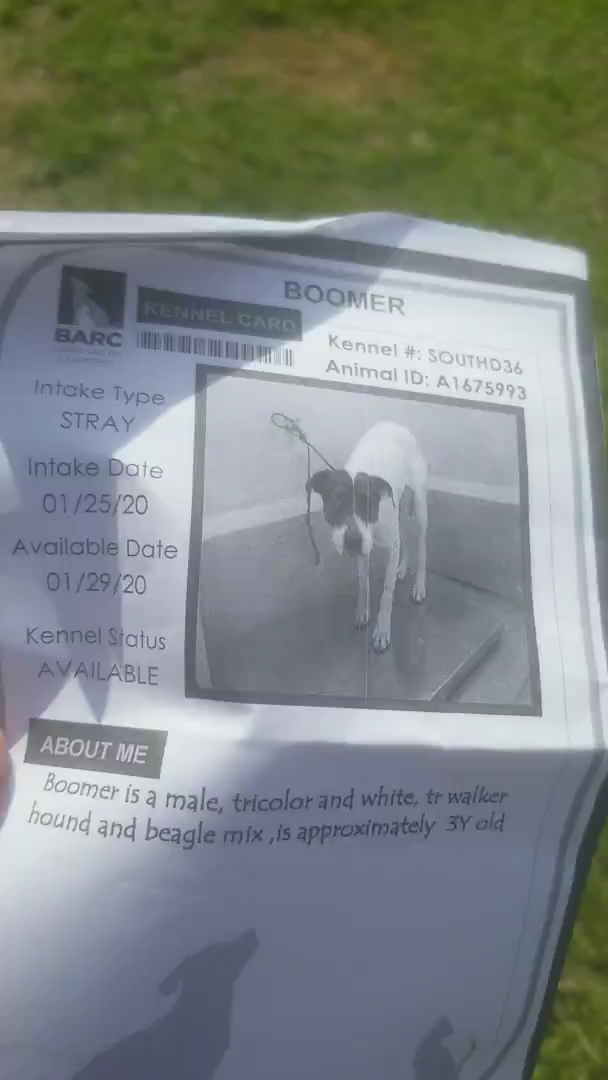 BOOMER
BARC
KENNEL CARD
Kennel #: SOUTHD36
Animal ID: A1675993
Intake Type
STRAY
Intake Date
01/25/20
Available Date
01/29/20
Kennel Status
AVAILABLE
ABOUT ME
Boomer is a male, tricolor and white, tr walker
hound and beagle mix ,is approximately 3Y old